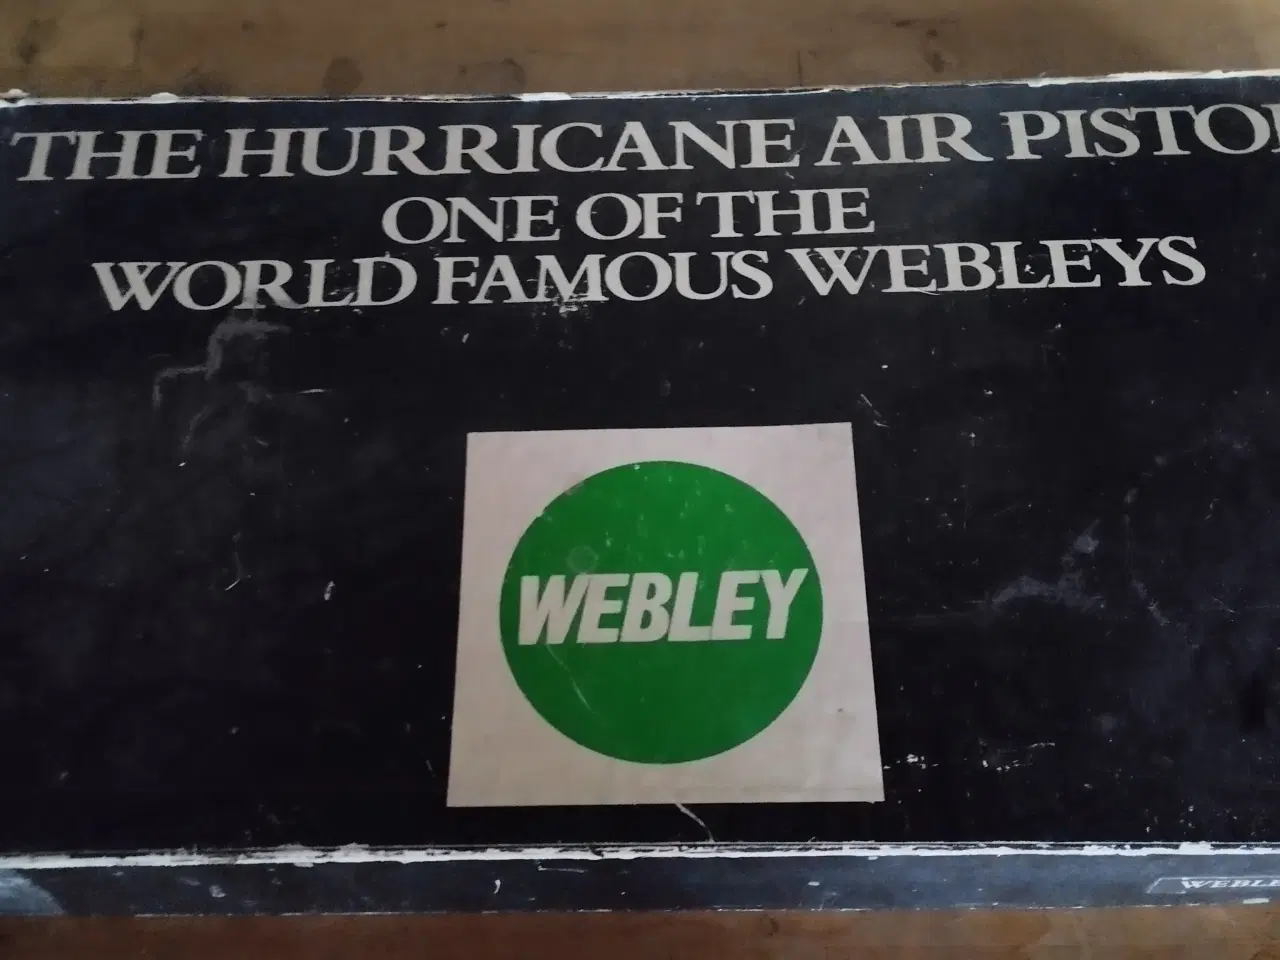 THE HURRICANE AIR PISTOL
ONE OF THE
WORLD FAMOUS WEBLEYS
WEBLEY